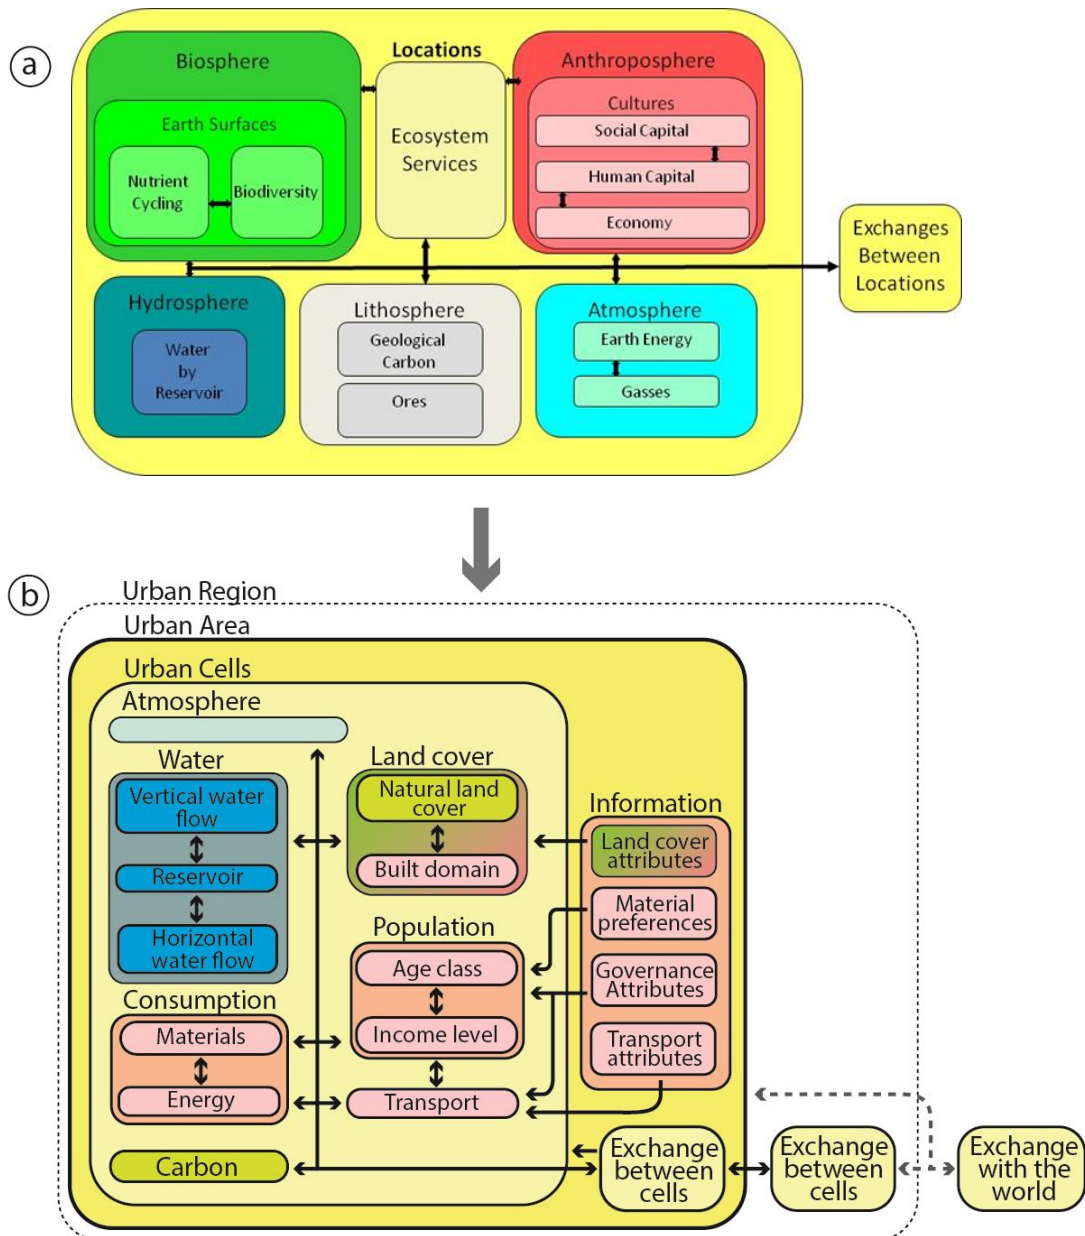 a
Biosphere
Locations
Anthroposphere
Earth Surfaces
Nutrient
Cycling
Biodiversity
Ecosystem
Services
Cultures
Social Capital
Human Capital
Economy
Exchanges
Between
Locations
Hydrosphere
Water
by
Reservoir
Lithosphere
Geological
Carbon
Ores
Atmosphere
Earth Energy
Gasses
b
Urban Region
Urban Area
Urban Cells
Atmosphere
Water
Vertical water
flow
Reservoir
Horizontal
water flow
Land cover
Natural land
cover
Built domain
Information
Land cover
attributes
Material
preferences
Governance
Attributes
Transport
attributes
Population
Age class
Income level
Consumption
Materials
Energy
Transport
Carbon
Exchange
between
cells
Exchange
between
cells
Exchange
with the
world